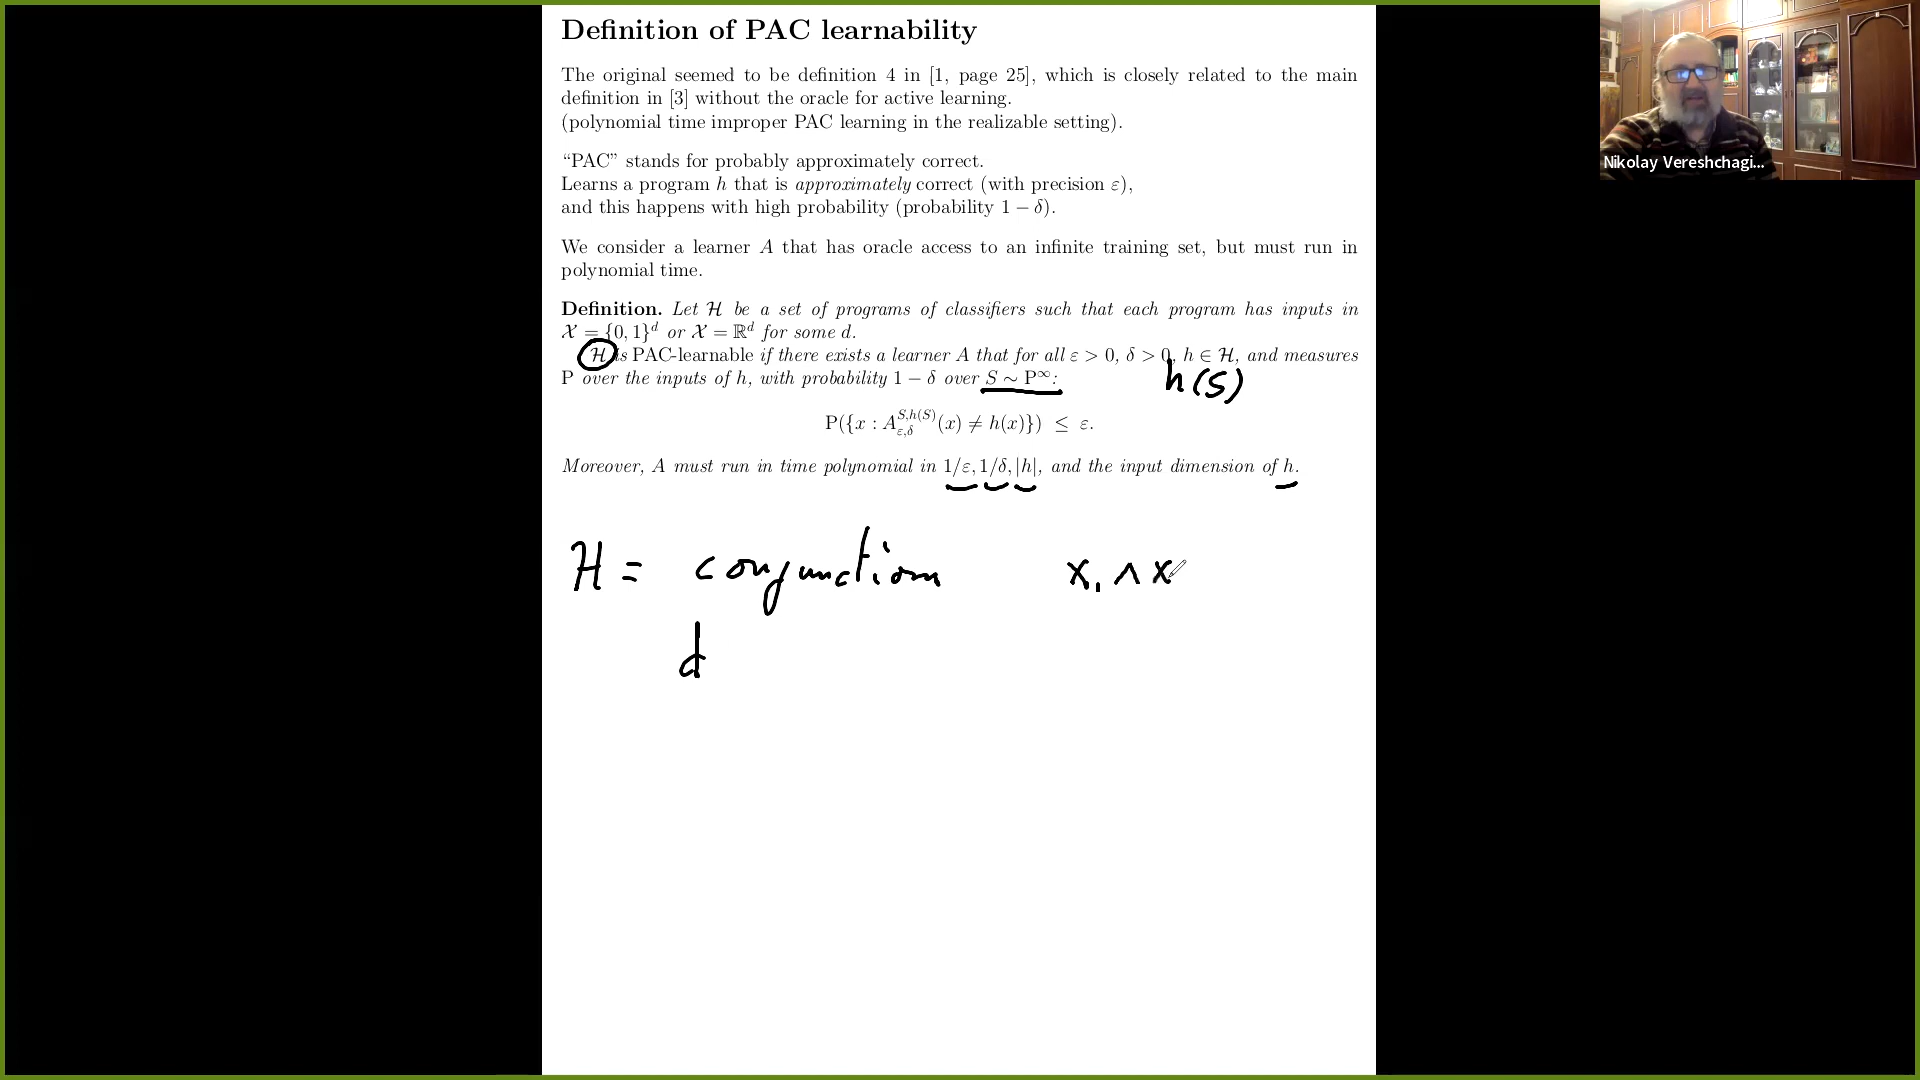 Definition of PAC learnability
The original seemed to be definition 4 in [1, page 25], which is closely related to the main
definition in [3] without the oracle for active learning.
(polynomial time improper PAC learning in the realizable setting).
“PAC” stands for probably approximately correct.
Learns a program h that is approximately correct (with precision ε),
and this happens with high probability (probability 1 − δ).
We consider a learner A that has oracle access to an infinite training set, but must run in
polynomial time.
Definition. Let ℋ be a set of programs of classifiers such that each program has inputs in
𝒳 = {0, 1}^d or 𝒳 = ℝ^d for some d.
ℋ is PAC-learnable if there exists a learner A that for all ε > 0, δ > 0, h ∈ ℋ, and measures
P over the inputs of h, with probability 1 − δ over S ∼ P^∞:
h(S)
P({x : A_{ε,δ}^{S,h(S)}(x) ≠ h(x)}) ≤ ε.
Moreover, A must run in time polynomial in 1/ε, 1/δ, |h|, and the input dimension of h.
ℋ = conjunction x₁ ∧ x
d
Nikolay Vereshchagi...